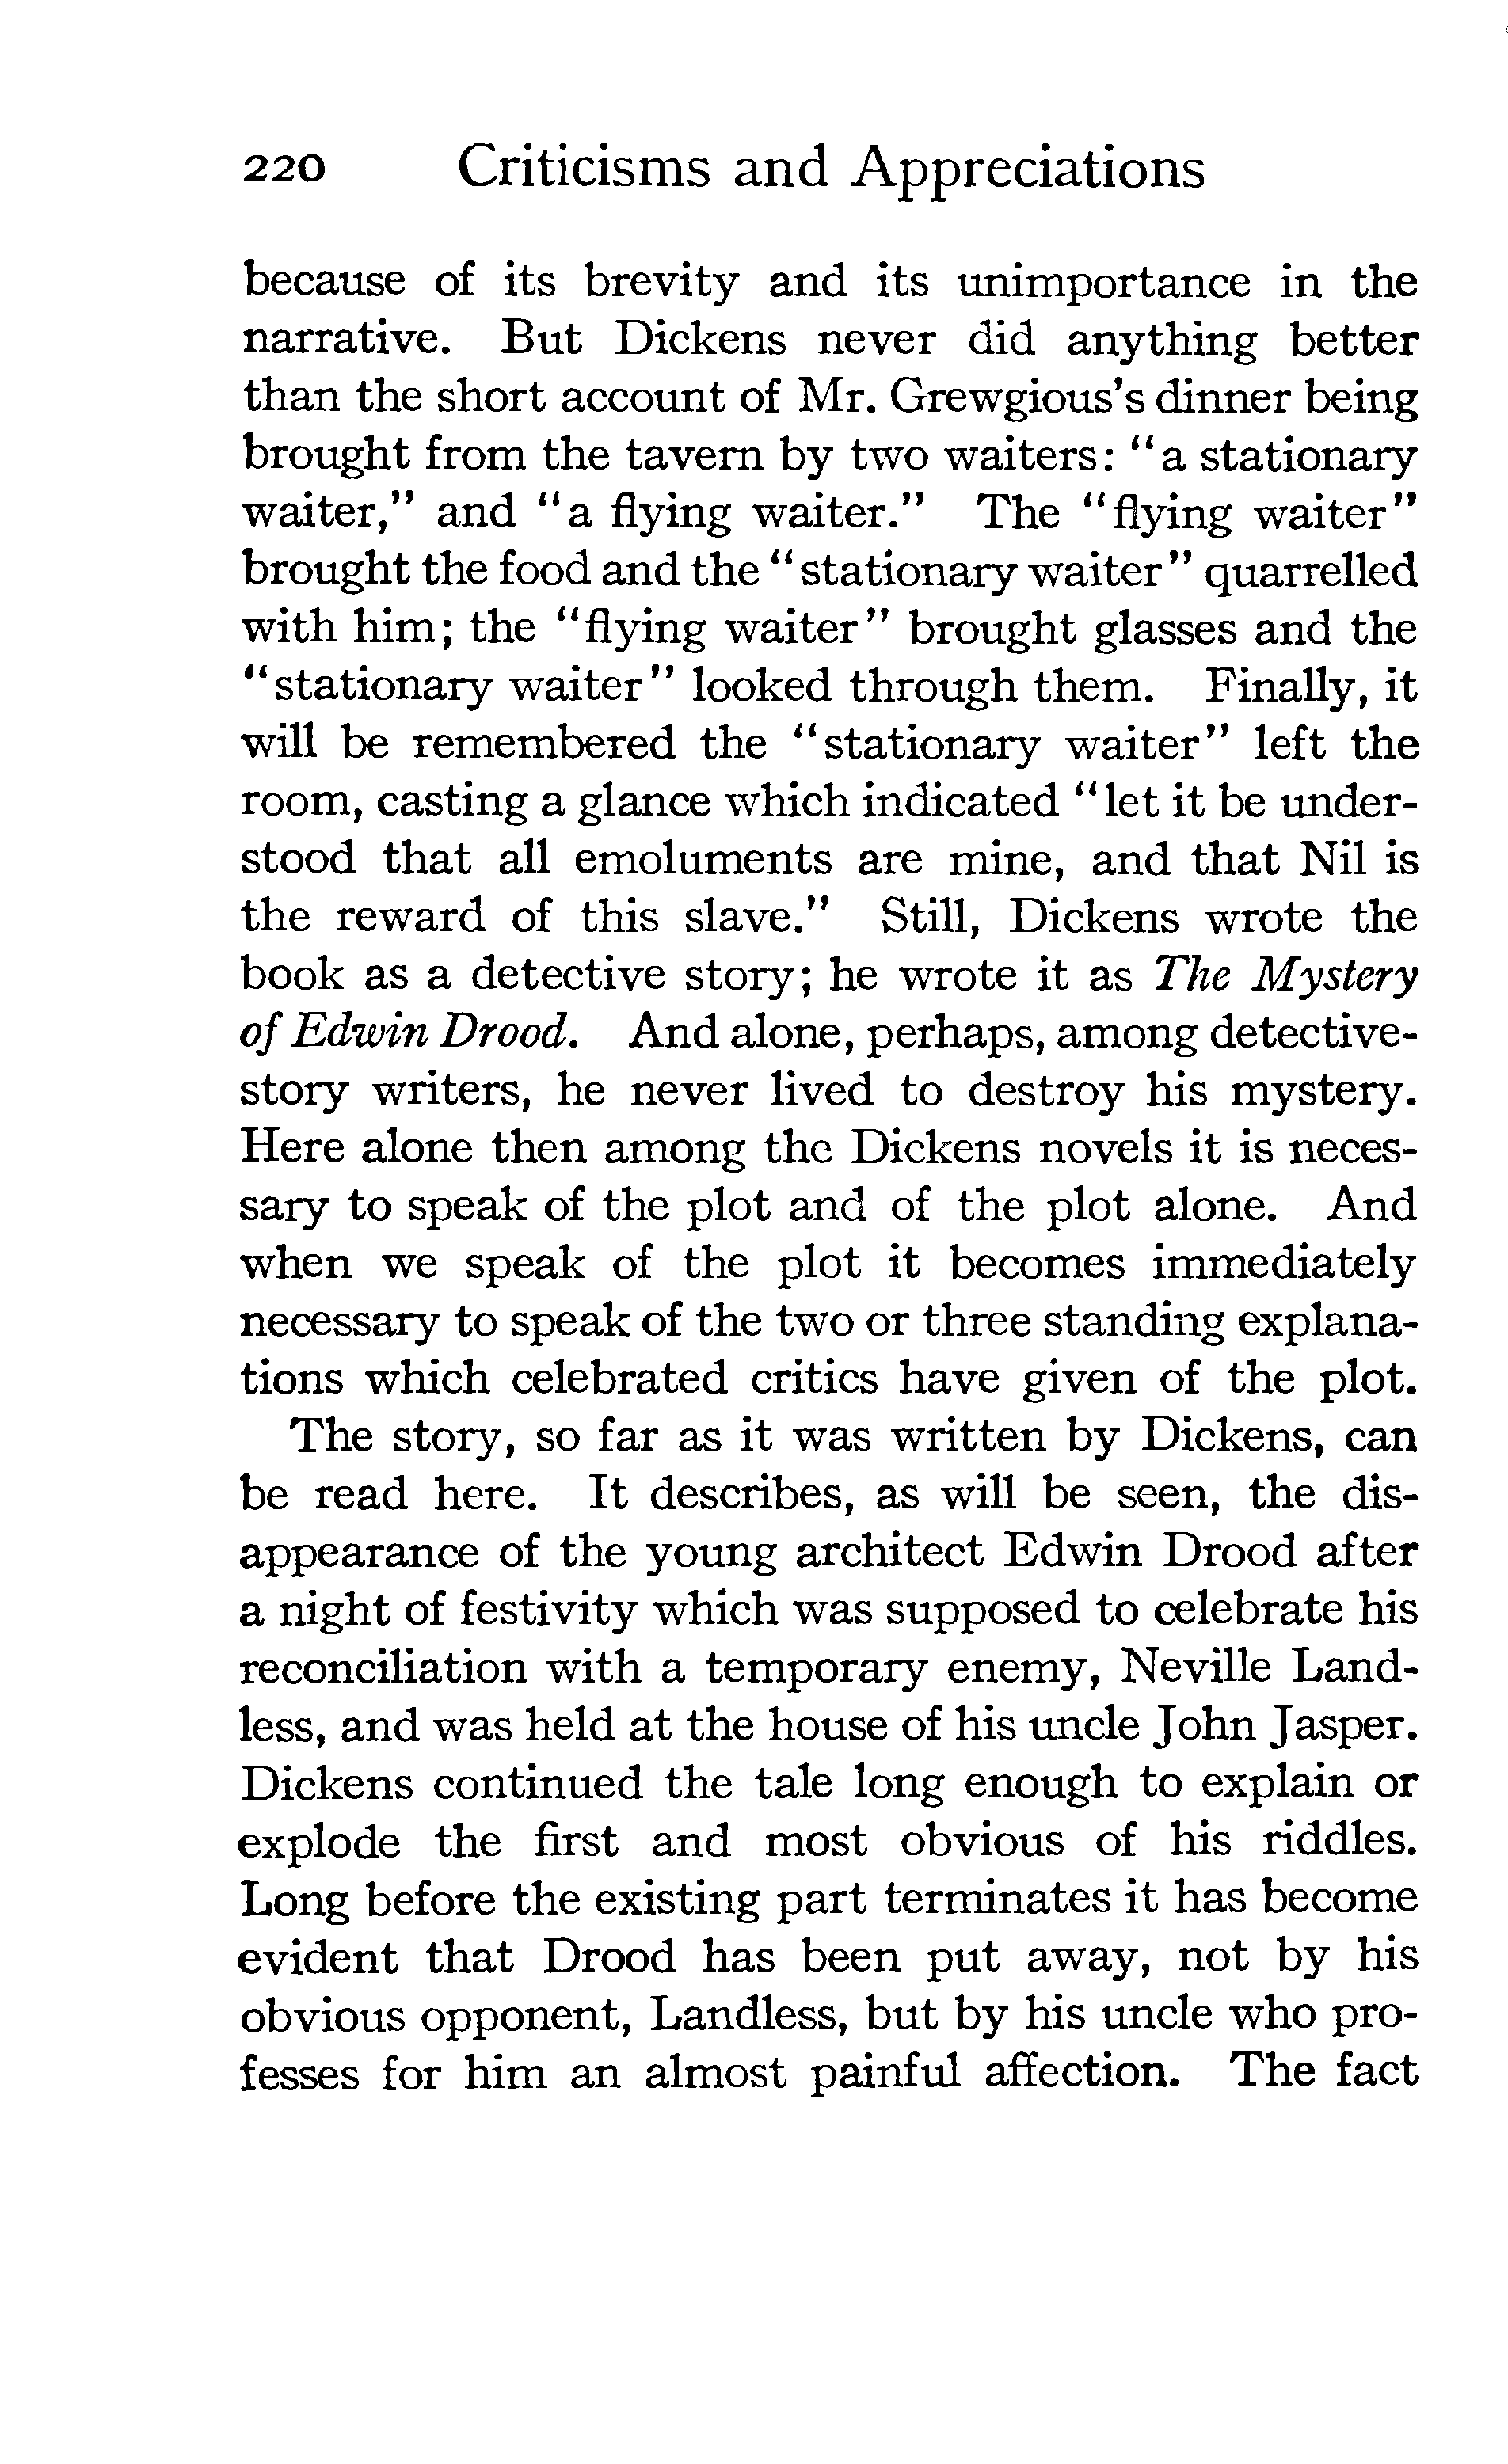 220 Criticisms and Appreciations
because of its brevity and its unimportance in the
narrative. But Dickens never did anything better
than the short account of Mr. Grewgious's dinner being
brought from the tavern by two waiters: "a stationary
waiter," and "a flying waiter." The "flying waiter"
brought the food and the "stationary waiter" quarrelled
with him; the "flying waiter" brought glasses and the
"stationary waiter" looked through them. Finally, it
will be remembered the "stationary waiter" left the
room, casting a glance which indicated "let it be under-
stood that all emoluments are mine, and that Nil is
the reward of this slave." Still, Dickens wrote the
book as a detective story; he wrote it as The Mystery
of Edwin Drood. And alone, perhaps, among detective-
story writers, he never lived to destroy his mystery.
Here alone then among the Dickens novels it is neces-
sary to speak of the plot and of the plot alone. And
when we speak of the plot it becomes immediately
necessary to speak of the two or three standing explana-
tions which celebrated critics have given of the plot.
The story, so far as it was written by Dickens, can
be read here. It describes, as will be seen, the dis-
appearance of the young architect Edwin Drood after
a night of festivity which was supposed to celebrate his
reconciliation with a temporary enemy, Neville Land-
less, and was held at the house of his uncle John Jasper.
Dickens continued the tale long enough to explain or
explode the first and most obvious of his riddles.
Long before the existing part terminates it has become
evident that Drood has been put away, not by his
obvious opponent, Landless, but by his uncle who pro-
fesses for him an almost painful affection. The fact